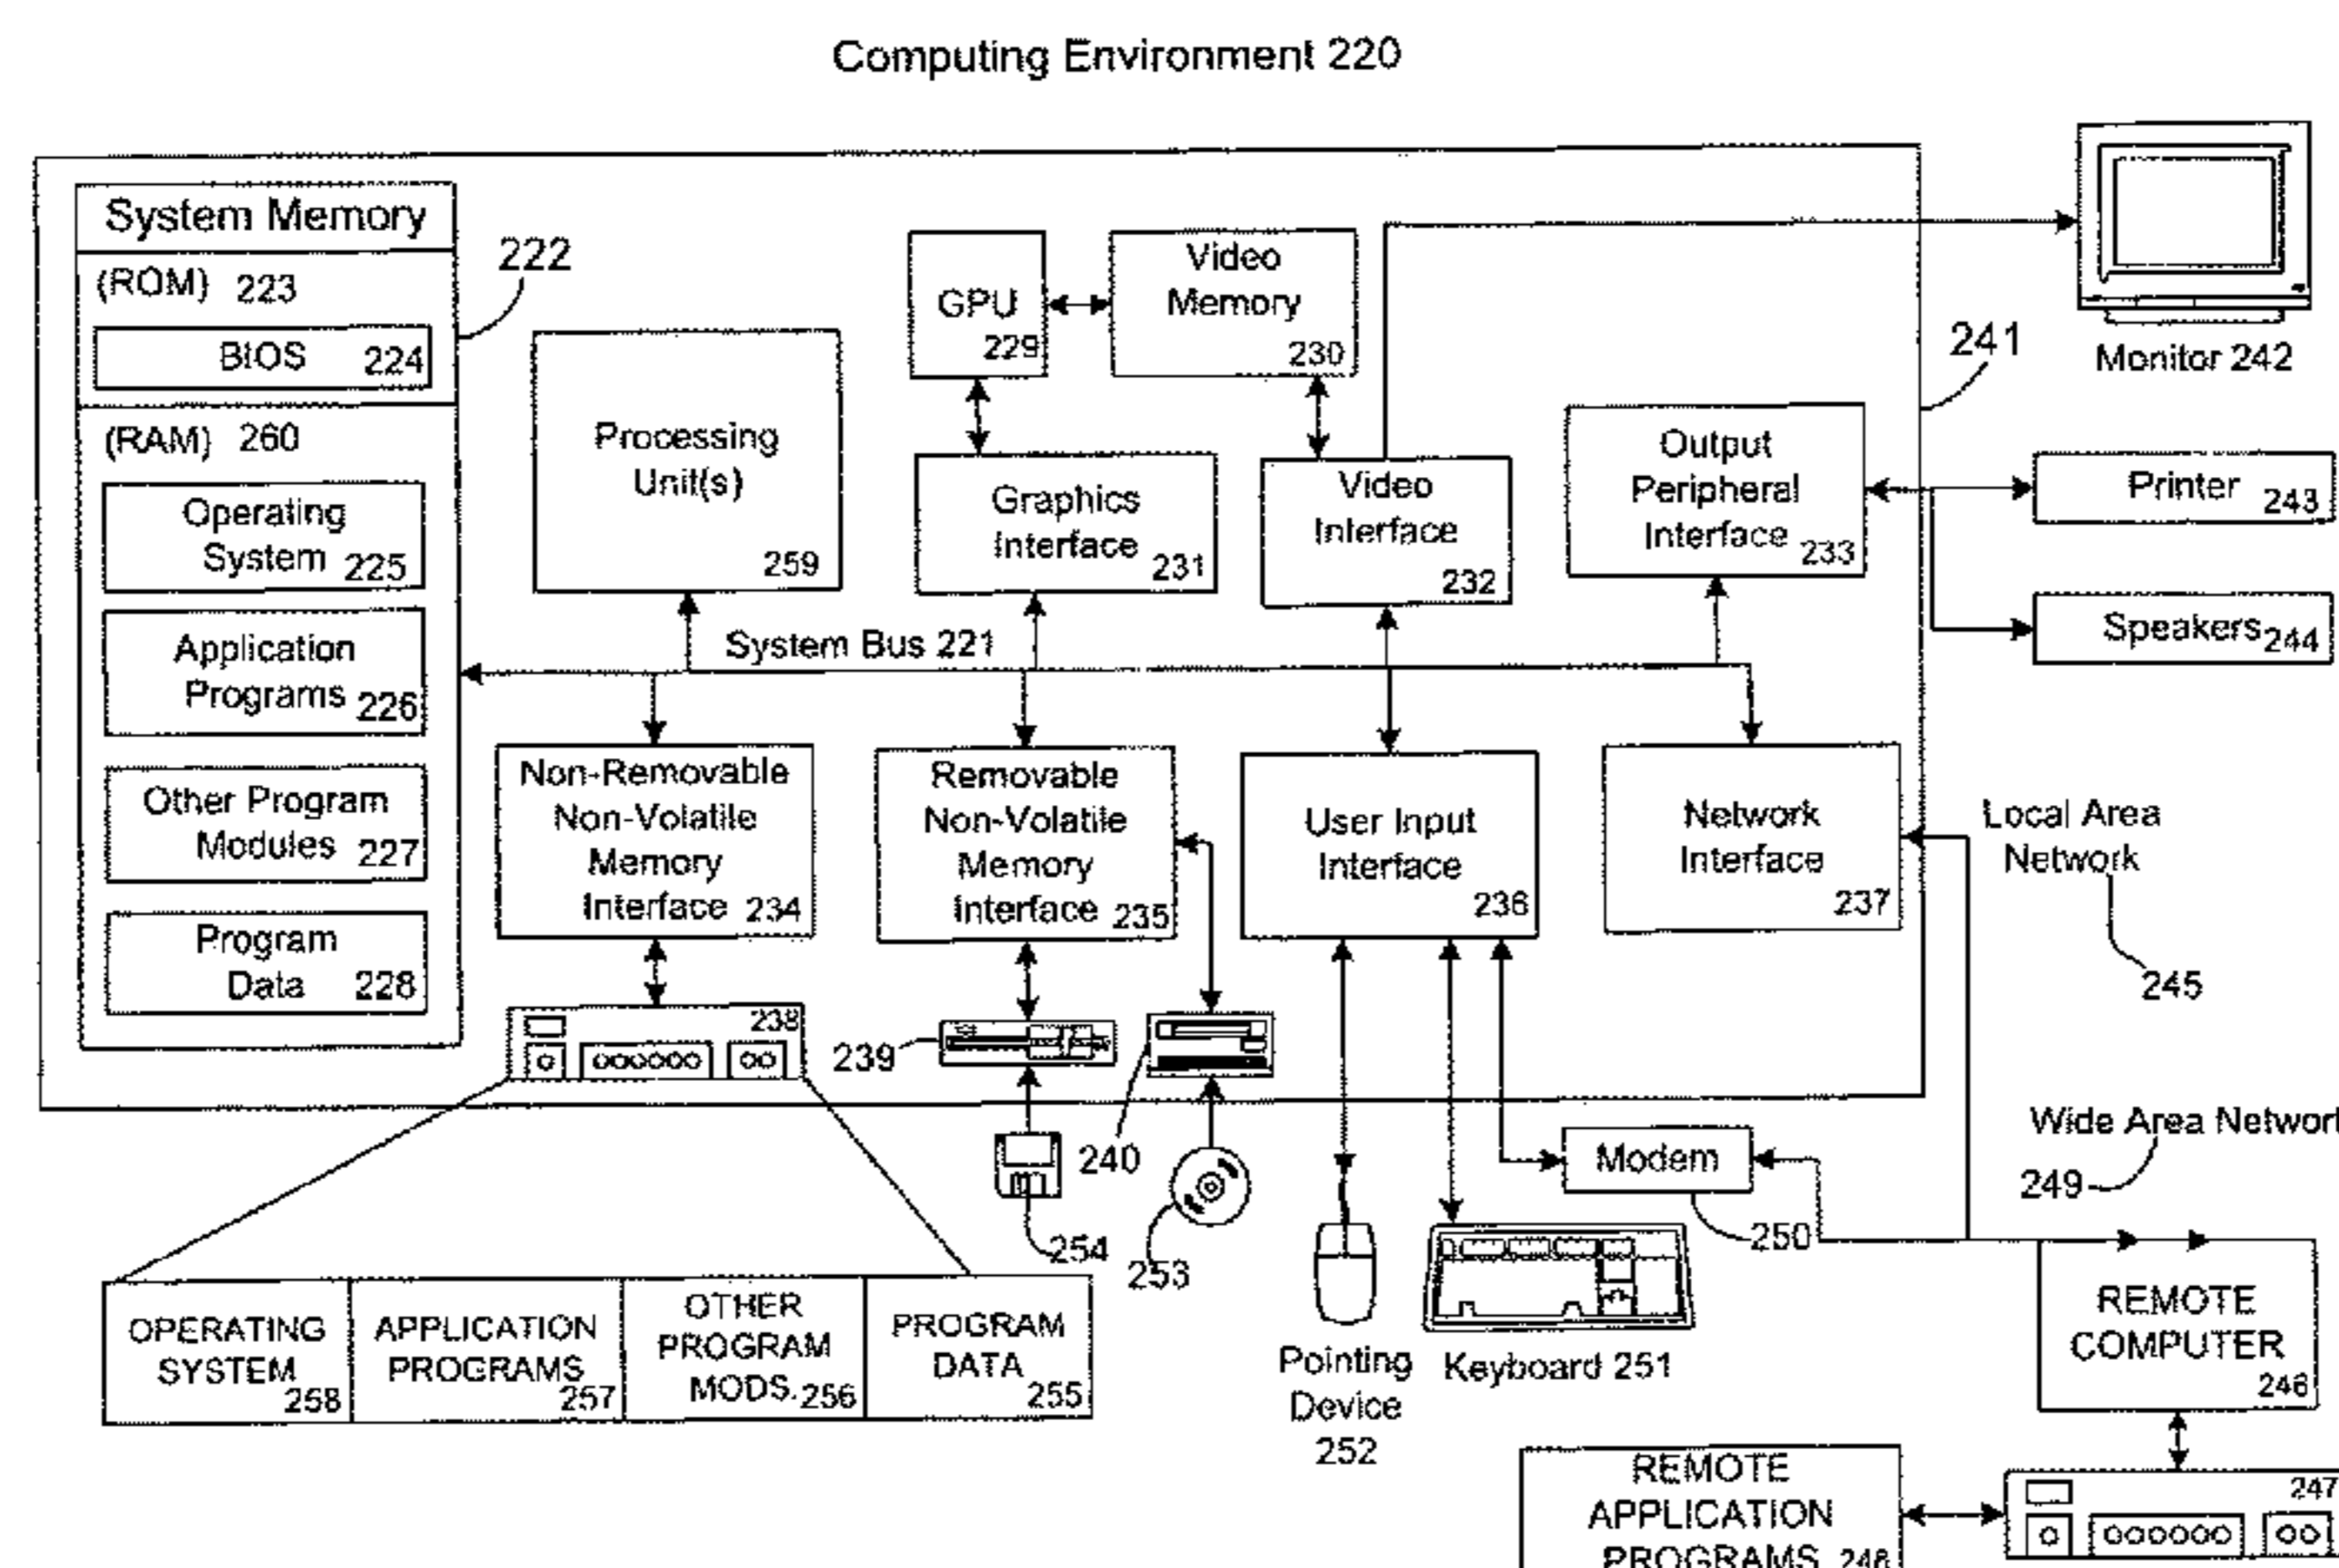 Computing Environment 220
System Memory
222
(ROM) 223
BIOS 224
(RAM) 260
Operating
System 225
Application
Programs 226
Other Program
Modules 227
Program
Data 228
Processing
Unit(s)
259
GPU
229
Video
Memory
230
Graphics
Interface
231
Video
Interface
232
Output
Peripheral
Interface 233
241
Monitor 242
Printer 243
Speakers 244
System Bus 221
Non-Removable
Non-Volatile
Memory
Interface 234
Removable
Non-Volatile
Memory
Interface 235
User Input
Interface
236
Network
Interface
237
Local Area
Network
245
238
239
240
254
253
Modem
250
Wide Area Network
249
OPERATING
SYSTEM
258
APPLICATION
PROGRAMS
257
OTHER
PROGRAM
MODS. 256
PROGRAM
DATA
255
Pointing
Device
252
Keyboard 251
REMOTE
COMPUTER
246
REMOTE
APPLICATION
PROGRAMS 248
247